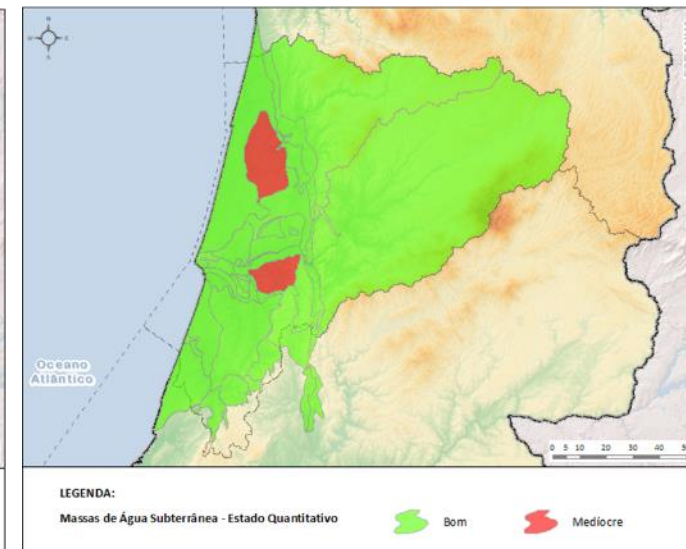 N
W
E
S
Oceano
Atlântico
0 5 10 20 30 40
LEGENDA:
Massas de Água Subterrânea - Estado Quantitativo
Bom
Medíocre